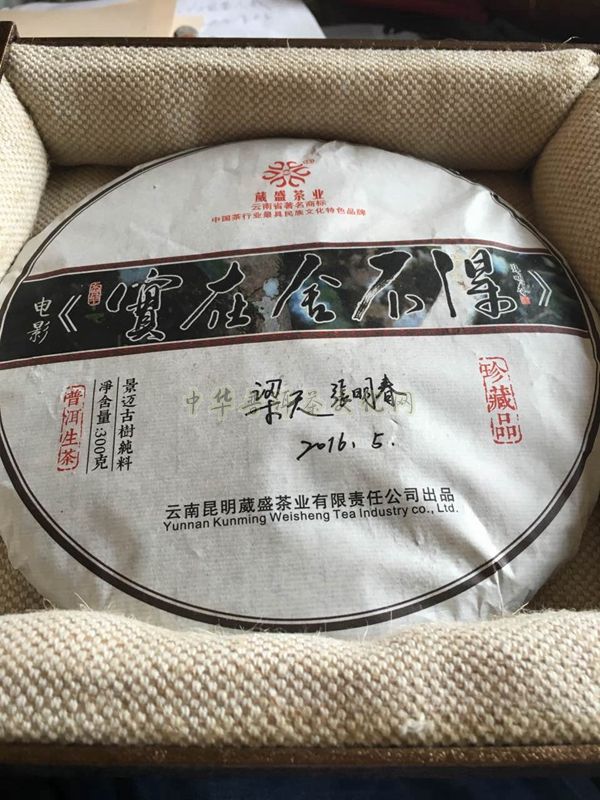 葳盛茶业
云南省著名商标
中国茶行业最具民族文化特色品牌
电影《實在舍不得》
景迈古樹純料
凈含量:300克
普洱生茶
珍藏品
梁天 張明春
2016.5.
云南昆明葳盛茶业有限责任公司出品
Yunnan Kunming Weisheng Tea Industry co., Ltd.